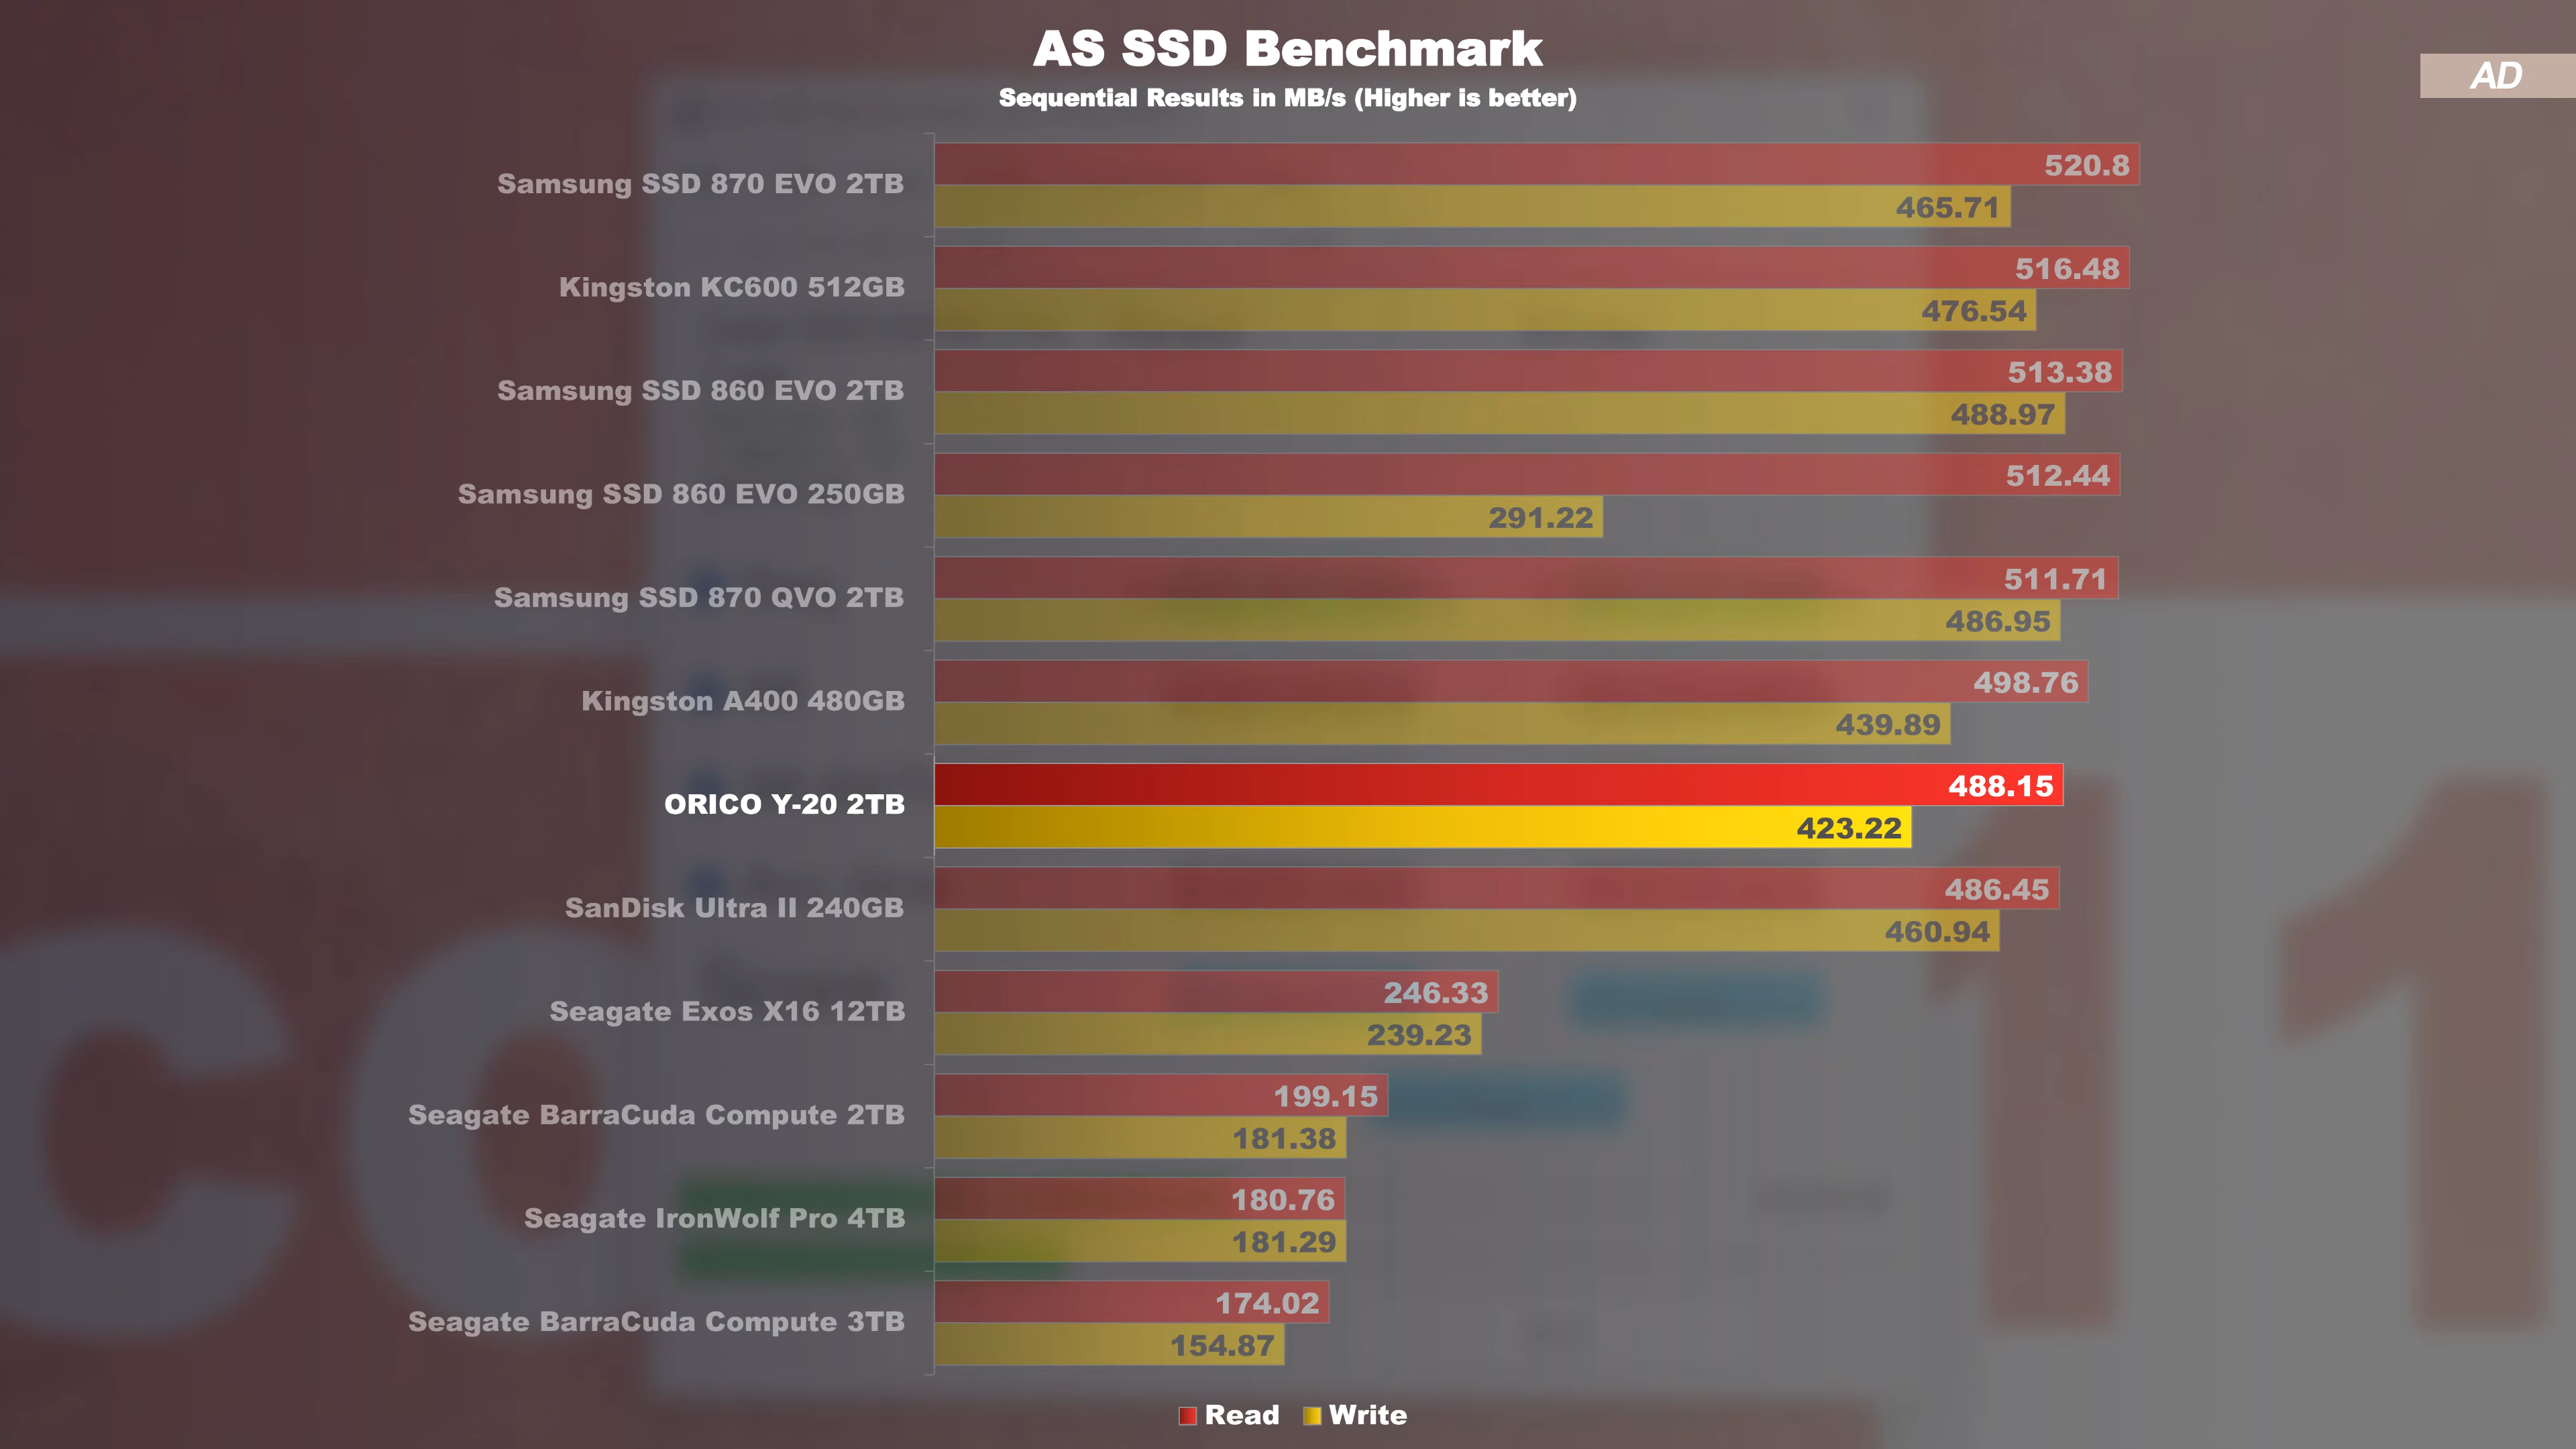 AS SSD Benchmark
Sequential Results in MB/s (Higher is better)
AD
Samsung SSD 870 EVO 2TB
520.8
465.71
Kingston KC600 512GB
516.48
476.54
Samsung SSD 860 EVO 2TB
513.38
488.97
Samsung SSD 860 EVO 250GB
512.44
291.22
Samsung SSD 870 QVO 2TB
511.71
486.95
Kingston A400 480GB
498.76
439.89
ORICO Y-20 2TB
488.15
423.22
SanDisk Ultra II 240GB
486.45
460.94
Seagate Exos X16 12TB
246.33
239.23
Seagate BarraCuda Compute 2TB
199.15
181.38
Seagate IronWolf Pro 4TB
180.76
181.29
Seagate BarraCuda Compute 3TB
174.02
154.87
Read Write